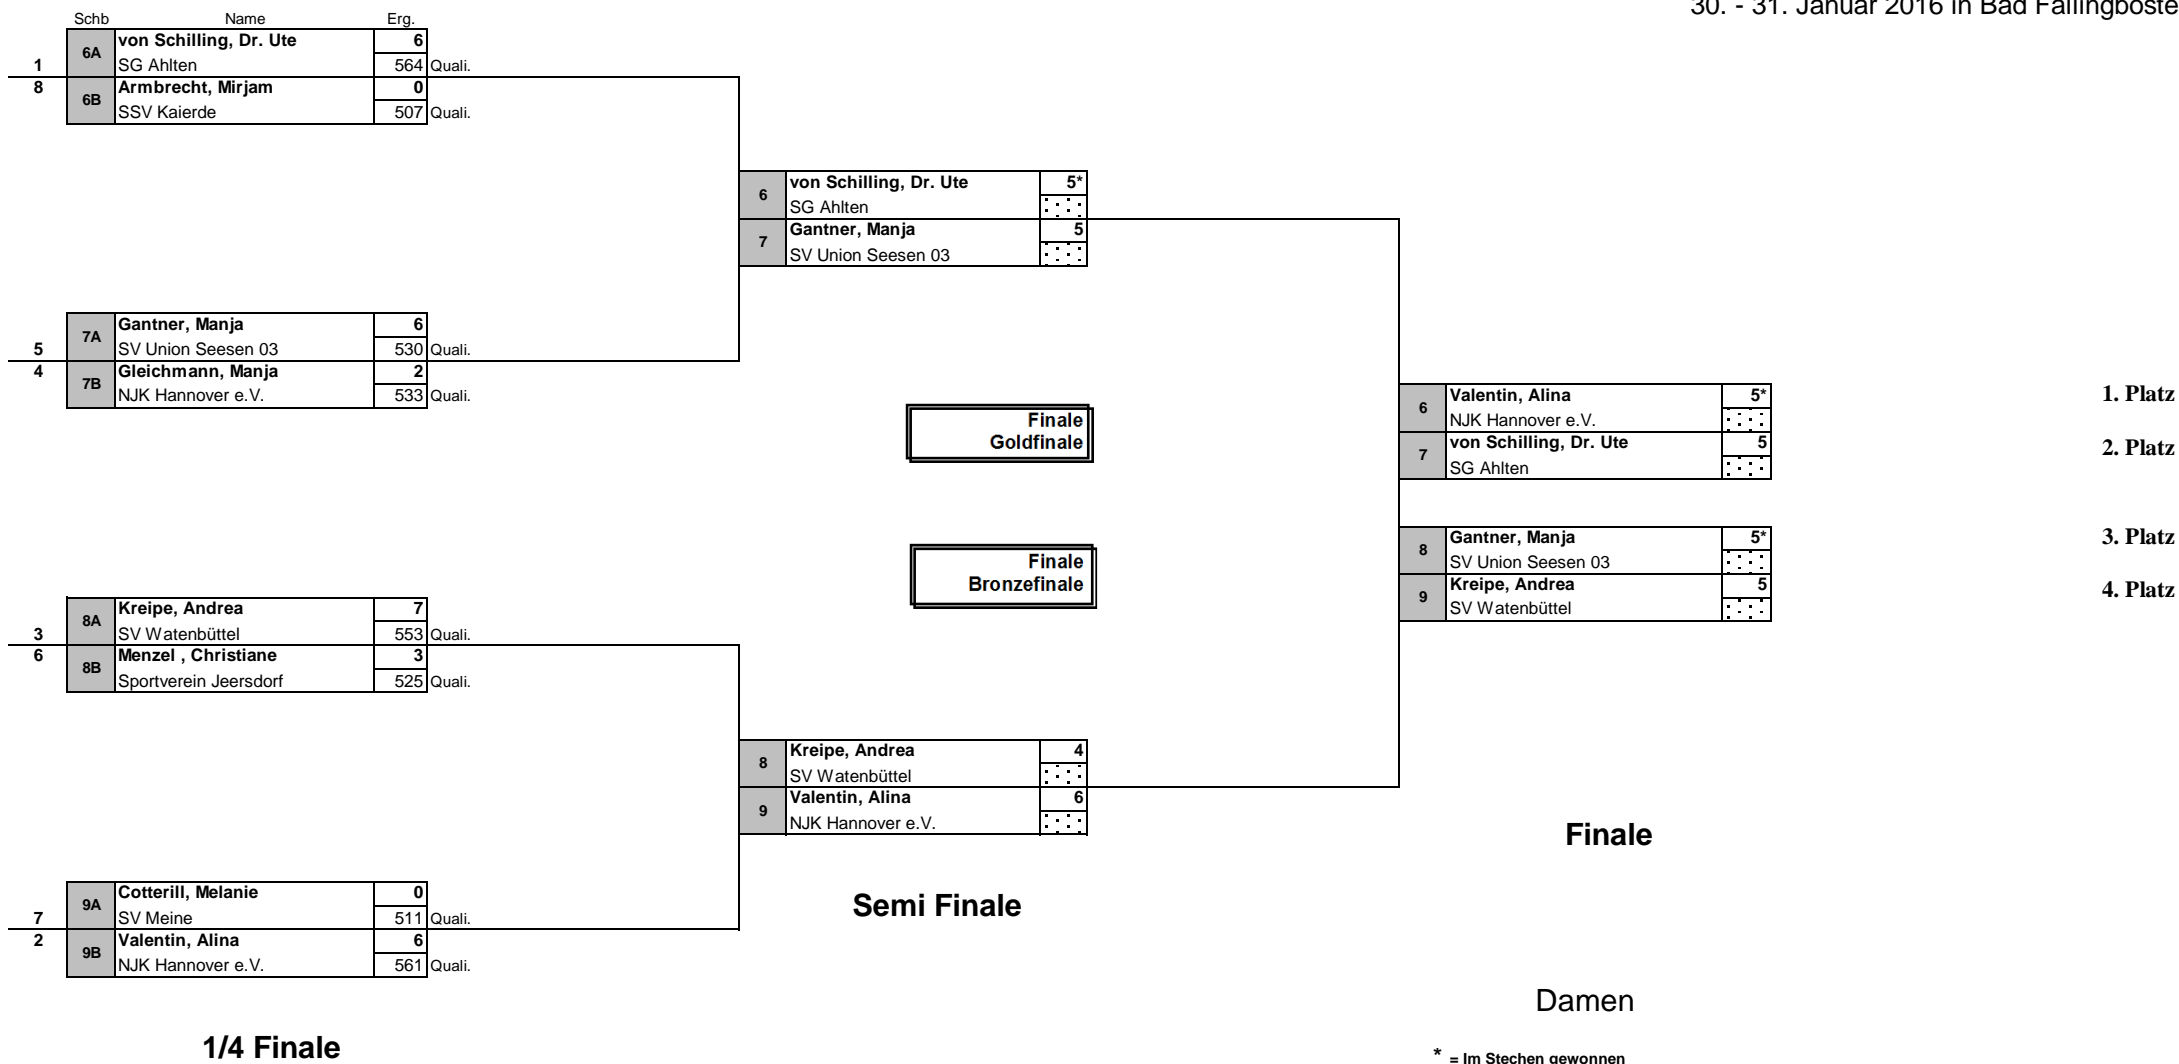 30. - 31. Januar 2016 in Bad Fallingbostel
Schb Name Erg.
6A von Schilling, Dr. Ute 6
1 SG Ahlten 564 Quali.
8 6B Armbrecht, Mirjam 0
SSV Kaierde 507 Quali.
6 von Schilling, Dr. Ute 5*
SG Ahlten
7 Gantner, Manja 5
SV Union Seesen 03
7A Gantner, Manja 6
5 SV Union Seesen 03 530 Quali.
4 7B Gleichmann, Manja 2
NJK Hannover e.V. 533 Quali.
Finale
Goldfinale
6 Valentin, Alina 5* 1. Platz
NJK Hannover e.V.
7 von Schilling, Dr. Ute 5 2. Platz
SG Ahlten
Finale
Bronzefinale
8 Gantner, Manja 5* 3. Platz
SV Union Seesen 03
9 Kreipe, Andrea 5 4. Platz
SV Watenbüttel
8A Kreipe, Andrea 7
3 SV Watenbüttel 553 Quali.
6 8B Menzel , Christiane 3
Sportverein Jeersdorf 525 Quali.
8 Kreipe, Andrea 4
SV Watenbüttel
9 Valentin, Alina 6
NJK Hannover e.V.
Finale
9A Cotterill, Melanie 0
7 SV Meine 511 Quali.
2 9B Valentin, Alina 6
NJK Hannover e.V. 561 Quali.
Semi Finale
Damen
1/4 Finale
* = Im Stechen gewonnen